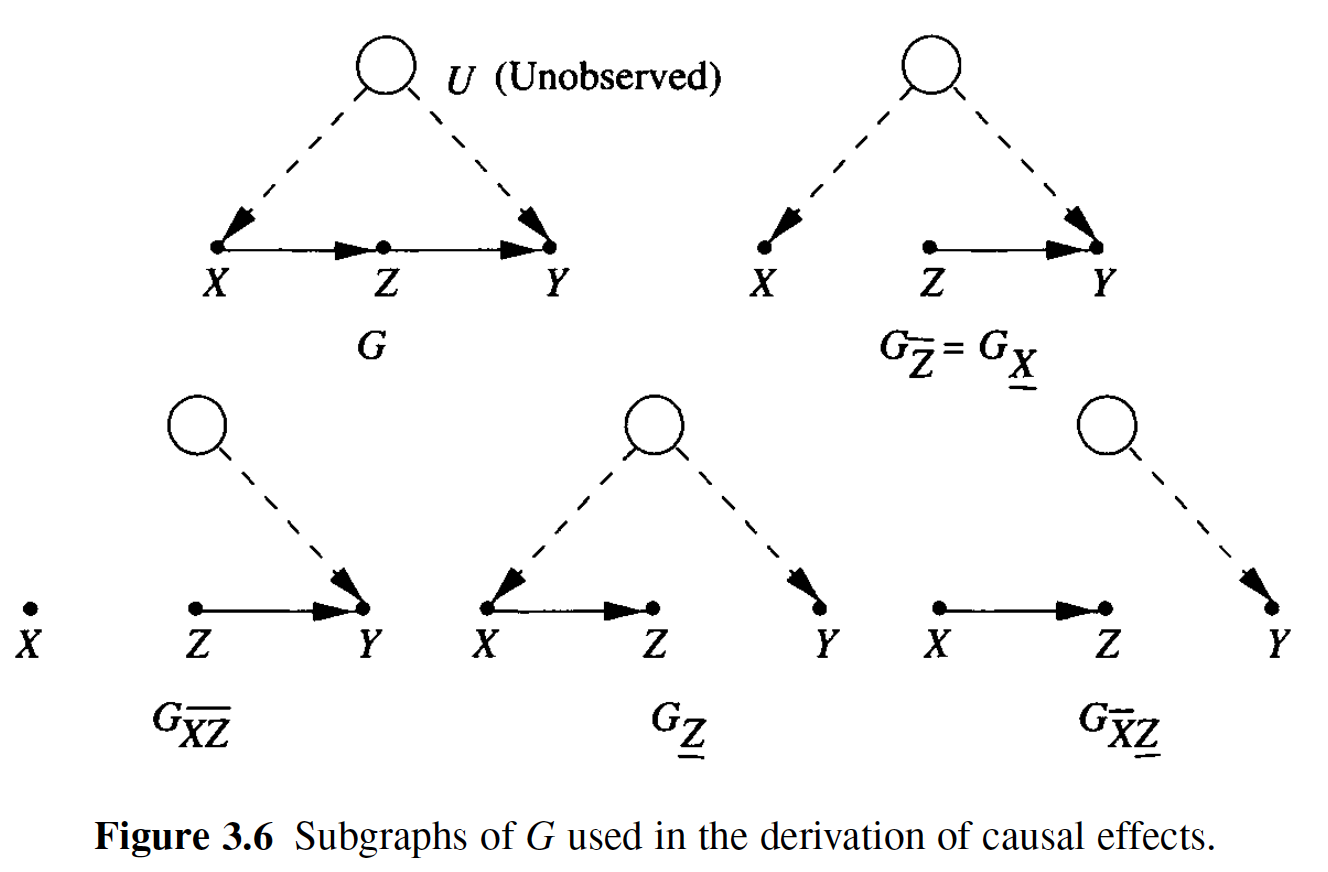 U (Unobserved)
X Z Y X Z Y
G G_{\overline{Z}} = G_{\underline{X}}
X Z Y X Z Y X Z Y
G_{\overline{XZ}} G_{\underline{Z}} G_{\overline{X}\underline{Z}}
Figure 3.6 Subgraphs of G used in the derivation of causal effects.